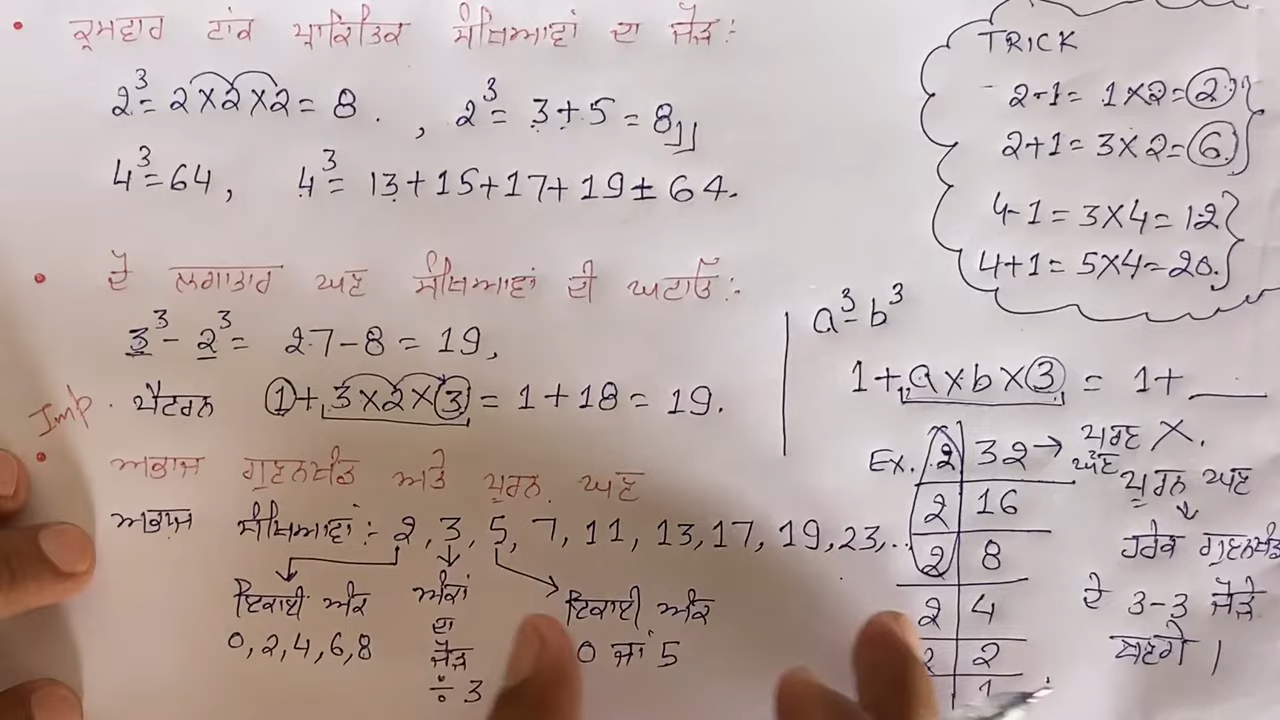 • ਕ੍ਰਮਵਾਰ ਟਾਂਕ ਪ੍ਰਾਕਿਰਤਿਕ ਸੰਖਿਆਵਾਂ ਦਾ ਜੋੜ :-
2³ = 2×2×2 = 8 . , 2³ = 3+5 = 8
4³ = 64 , 4³ = 13+15+17+19 = 64.
TRICK
2-1 = 1×2 = 2
2+1 = 3×2 = 6
4-1 = 3×4 = 12
4+1 = 5×4 = 20.
• ਦੋ ਲਗਾਤਾਰ ਘਣ ਸੰਖਿਆਵਾਂ ਦੀ ਘਟਾਓ :-
3³ - 2³ = 27-8 = 19,
Imp. ਪੈਟਰਨ 1+ 3×2×3 = 1+18 = 19.
a³-b³
1+a×b×3 = 1+___
• ਅਭਾਜ ਗੁਣਨਖੰਡ ਅਤੇ ਪੂਰਨ ਘਣ
ਅਭਾਜ ਸੰਖਿਆਵਾਂ :- 2, 3, 5, 7, 11, 13, 17, 19, 23, ..
ਇਕਾਈ ਅੰਕ
0, 2, 4, 6, 8
ਅੰਕਾਂ
ਦਾ
ਜੋੜ
÷ 3
ਇਕਾਈ ਅੰਕ
0 ਜਾਂ 5
Ex. 2 | 32 → ਪੂਰਨ ਘਣ X.
2 | 16
2 | 8
2 | 4
2 | 2
1
ਪੂਰਨ ਘਣ
ਹਰੇਕ ਗੁਣਨਖੰਡ
ਦੇ 3-3 ਜੋੜੇ
ਬਣਗੇ ।